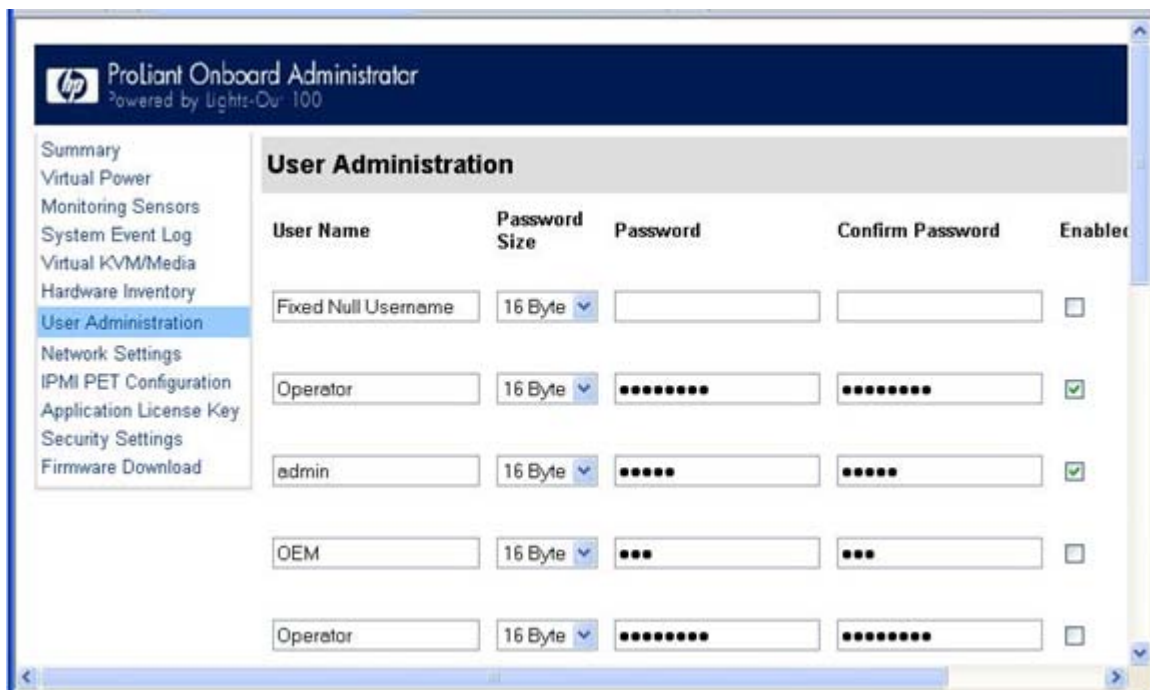 hp
ProLiant Onboard Administrator
Powered by Lights-Out 100
Summary
Virtual Power
Monitoring Sensors
System Event Log
Virtual KVM/Media
Hardware Inventory
User Administration
Network Settings
IPMI PET Configuration
Application License Key
Security Settings
Firmware Download
User Administration
User Name Password Size Password Confirm Password Enabled
Fixed Null Username 16 Byte
Operator 16 Byte •••••••• ••••••••
admin 16 Byte ••••• •••••
OEM 16 Byte ••• •••
Operator 16 Byte •••••••• ••••••••